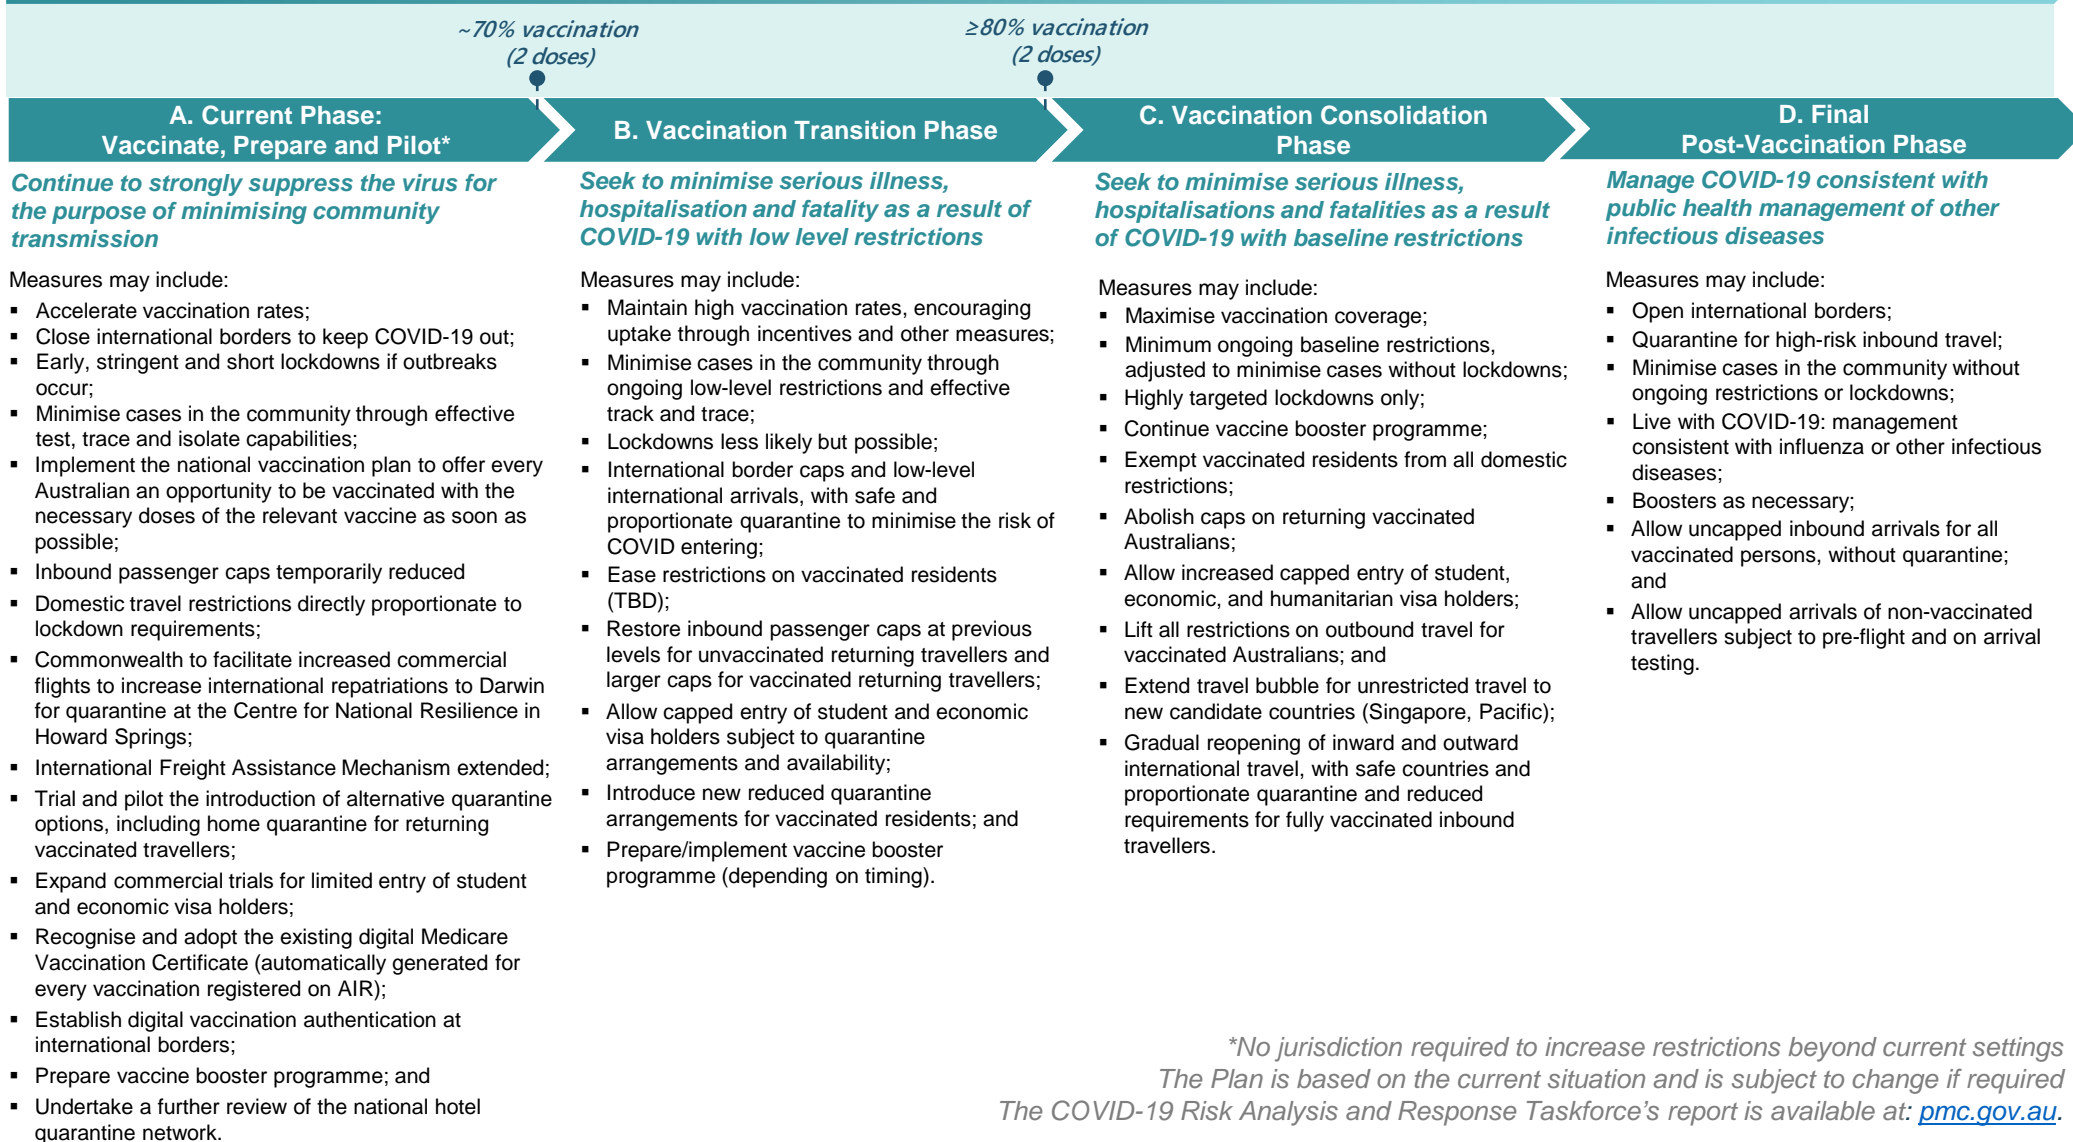 ~70% vaccination
(2 doses)
≥80% vaccination
(2 doses)
A. Current Phase:
Vaccinate, Prepare and Pilot*
Continue to strongly suppress the virus for
the purpose of minimising community
transmission
Measures may include:
▪ Accelerate vaccination rates;
▪ Close international borders to keep COVID-19 out;
▪ Early, stringent and short lockdowns if outbreaks
occur;
▪ Minimise cases in the community through effective
test, trace and isolate capabilities;
▪ Implement the national vaccination plan to offer every
Australian an opportunity to be vaccinated with the
necessary doses of the relevant vaccine as soon as
possible;
▪ Inbound passenger caps temporarily reduced
▪ Domestic travel restrictions directly proportionate to
lockdown requirements;
▪ Commonwealth to facilitate increased commercial
flights to increase international repatriations to Darwin
for quarantine at the Centre for National Resilience in
Howard Springs;
▪ International Freight Assistance Mechanism extended;
▪ Trial and pilot the introduction of alternative quarantine
options, including home quarantine for returning
vaccinated travellers;
▪ Expand commercial trials for limited entry of student
and economic visa holders;
▪ Recognise and adopt the existing digital Medicare
Vaccination Certificate (automatically generated for
every vaccination registered on AIR);
▪ Establish digital vaccination authentication at
international borders;
▪ Prepare vaccine booster programme; and
▪ Undertake a further review of the national hotel
quarantine network.
B. Vaccination Transition Phase
Seek to minimise serious illness,
hospitalisation and fatality as a result of
COVID-19 with low level restrictions
Measures may include:
▪ Maintain high vaccination rates, encouraging
uptake through incentives and other measures;
▪ Minimise cases in the community through
ongoing low-level restrictions and effective
track and trace;
▪ Lockdowns less likely but possible;
▪ International border caps and low-level
international arrivals, with safe and
proportionate quarantine to minimise the risk of
COVID entering;
▪ Ease restrictions on vaccinated residents
(TBD);
▪ Restore inbound passenger caps at previous
levels for unvaccinated returning travellers and
larger caps for vaccinated returning travellers;
▪ Allow capped entry of student and economic
visa holders subject to quarantine
arrangements and availability;
▪ Introduce new reduced quarantine
arrangements for vaccinated residents; and
▪ Prepare/implement vaccine booster
programme (depending on timing).
C. Vaccination Consolidation
Phase
Seek to minimise serious illness,
hospitalisations and fatalities as a result
of COVID-19 with baseline restrictions
Measures may include:
▪ Maximise vaccination coverage;
▪ Minimum ongoing baseline restrictions,
adjusted to minimise cases without lockdowns;
▪ Highly targeted lockdowns only;
▪ Continue vaccine booster programme;
▪ Exempt vaccinated residents from all domestic
restrictions;
▪ Abolish caps on returning vaccinated
Australians;
▪ Allow increased capped entry of student,
economic, and humanitarian visa holders;
▪ Lift all restrictions on outbound travel for
vaccinated Australians; and
▪ Extend travel bubble for unrestricted travel to
new candidate countries (Singapore, Pacific);
▪ Gradual reopening of inward and outward
international travel, with safe countries and
proportionate quarantine and reduced
requirements for fully vaccinated inbound
travellers.
D. Final
Post-Vaccination Phase
Manage COVID-19 consistent with
public health management of other
infectious diseases
Measures may include:
▪ Open international borders;
▪ Quarantine for high-risk inbound travel;
▪ Minimise cases in the community without
ongoing restrictions or lockdowns;
▪ Live with COVID-19: management
consistent with influenza or other infectious
diseases;
▪ Boosters as necessary;
▪ Allow uncapped inbound arrivals for all
vaccinated persons, without quarantine;
and
▪ Allow uncapped arrivals of non-vaccinated
travellers subject to pre-flight and on arrival
testing.
*No jurisdiction required to increase restrictions beyond current settings
The Plan is based on the current situation and is subject to change if required
The COVID-19 Risk Analysis and Response Taskforce's report is available at: pmc.gov.au.